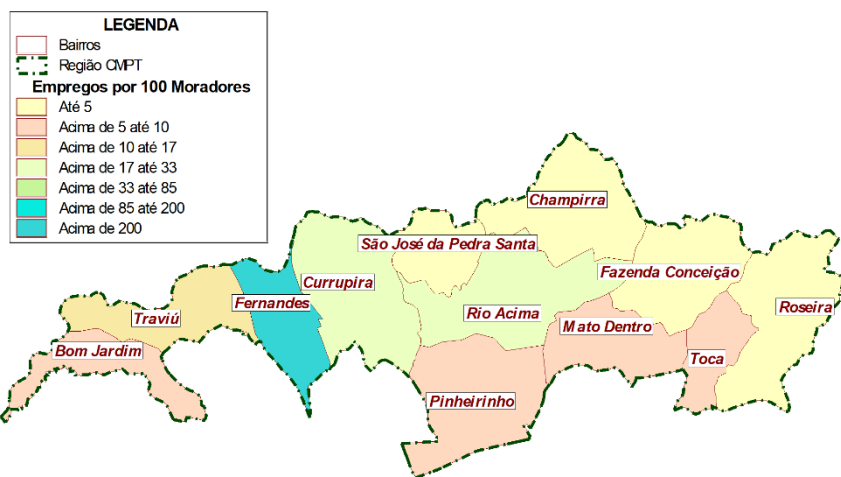 LEGENDA
Bairros
Região CMPT
Empregos por 100 Moradores
Até 5
Acima de 5 até 10
Acima de 10 até 17
Acima de 17 até 33
Acima de 33 até 85
Acima de 85 até 200
Acima de 200
Champirra
São José da Pedra Santa
Fazenda Conceição
Currupira
Fernandes
Roseira
Traviú
Rio Acima
Mato Dentro
Bom Jardim
Toca
Pinheirinho